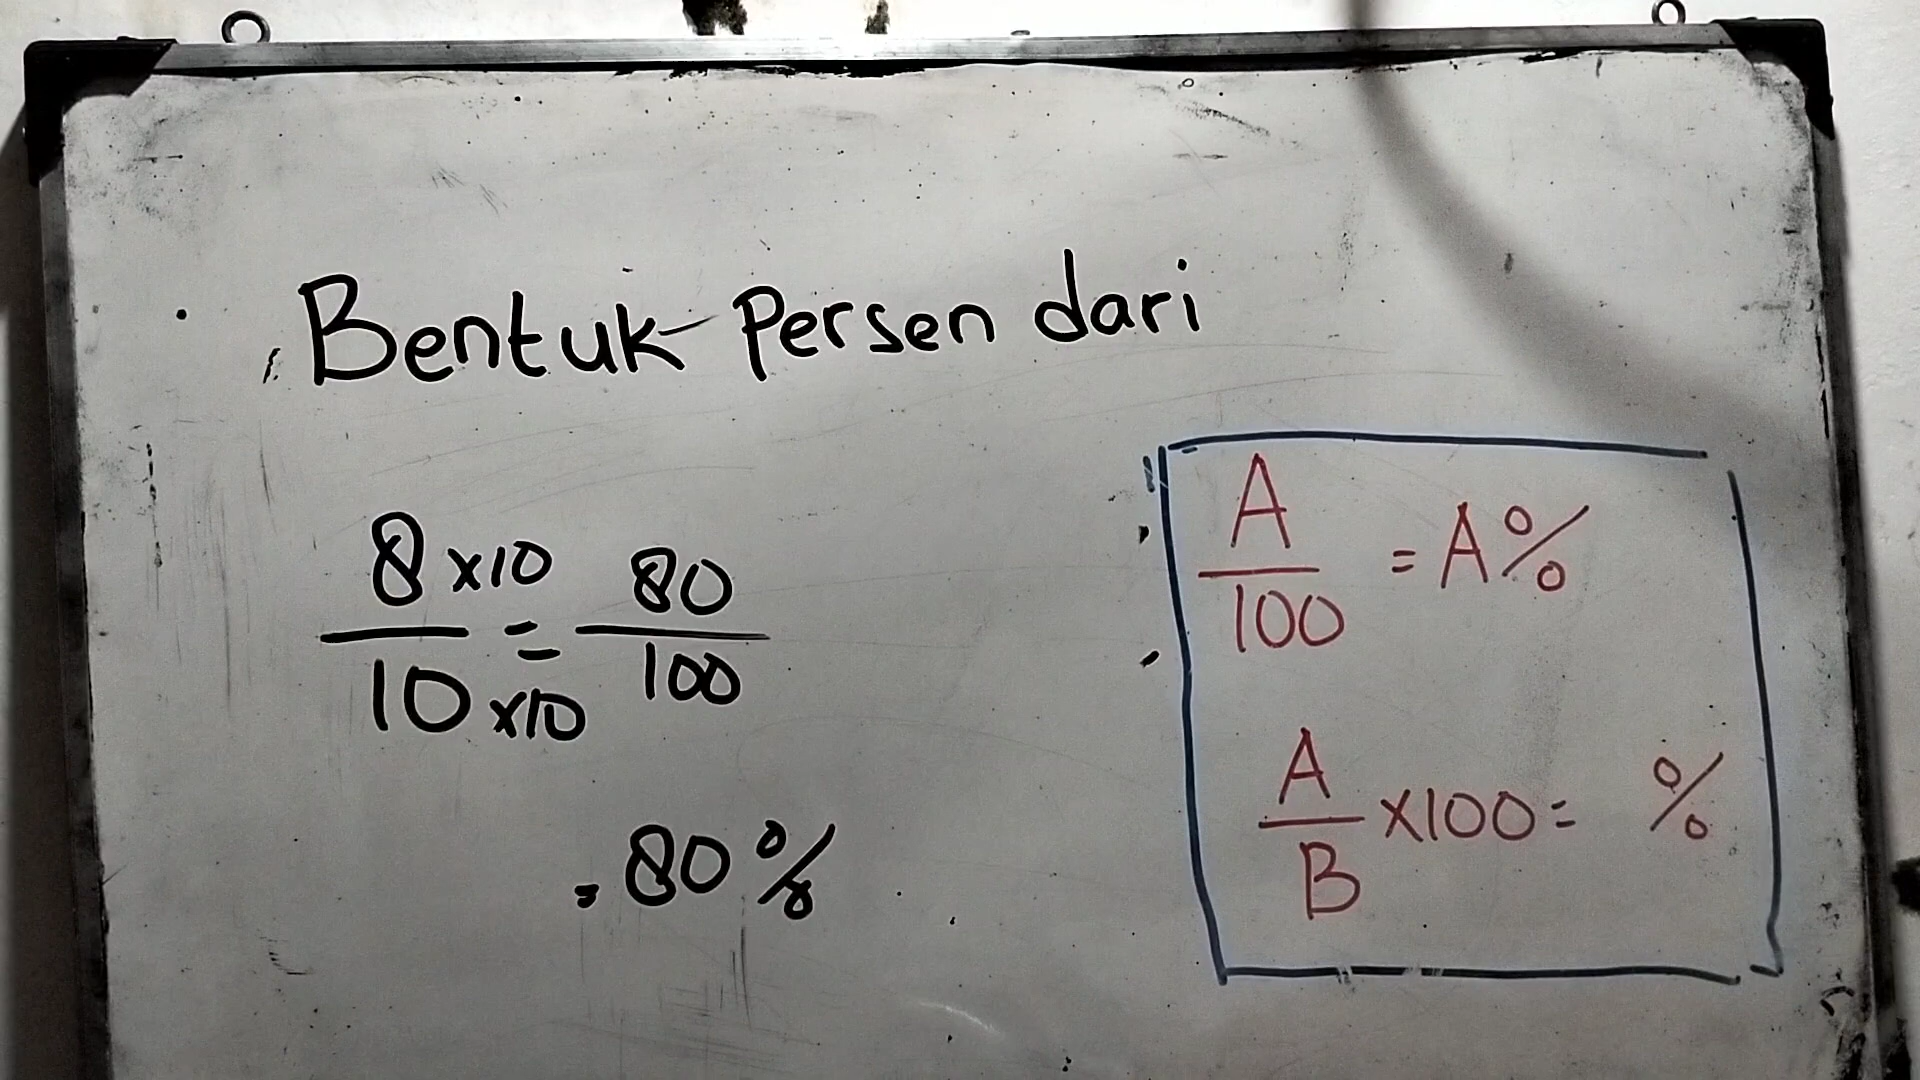 Bentuk Persen dari
8 x10 / 10 x10 = 80 / 100
= 80 %
A / 100 = A %
A / B x100 = %